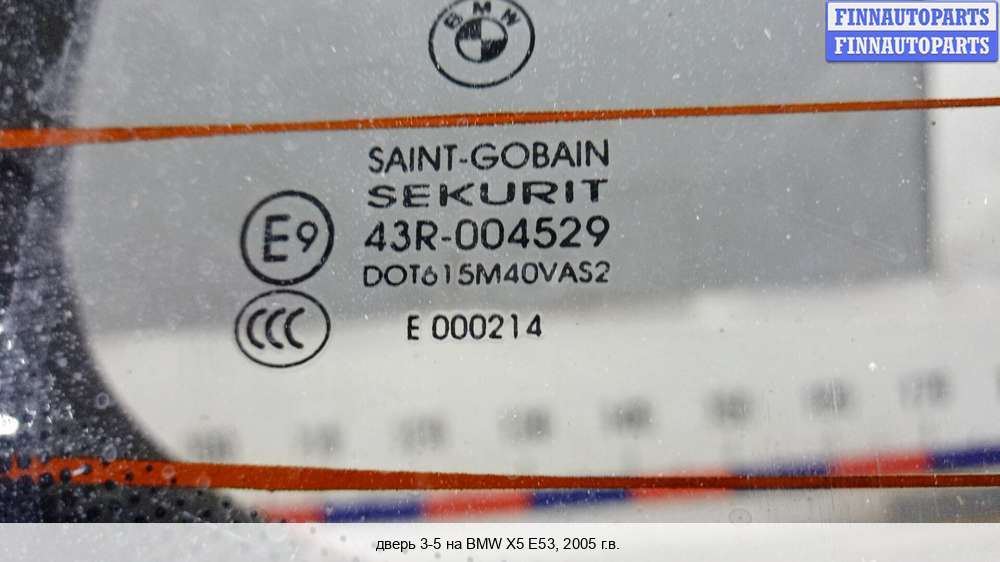 FINNAUTOPARTS
FINNAUTOPARTS
BMW
SAINT-GOBAIN
SEKURIT
E9
43R-004529
DOT615M40VAS2
CCC
E 000214
дверь 3-5 на BMW X5 E53, 2005 г.в.